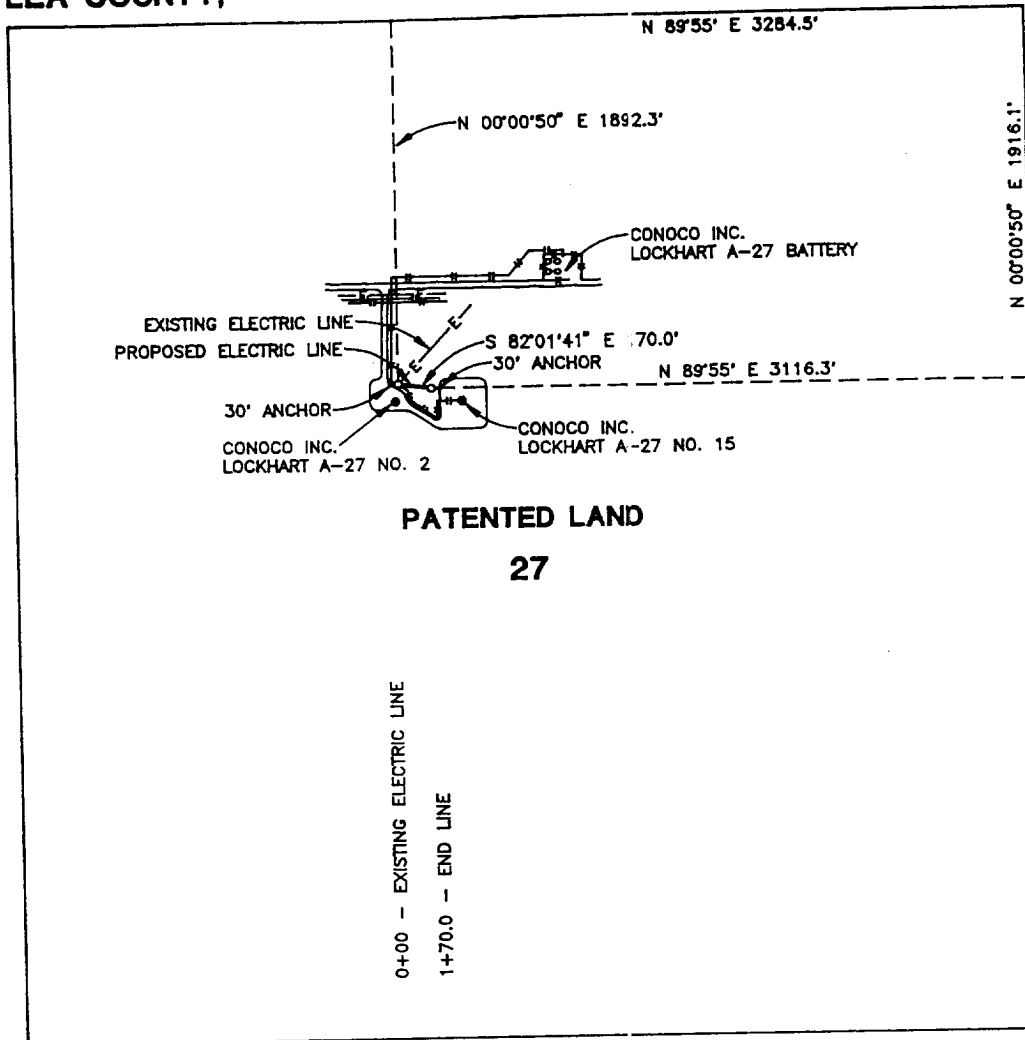 N 89°55' E 3284.5'
N 00°00'50" E 1892.3'
N 00°00'50" E 1916.1'
CONOCO INC.
LOCKHART A-27 BATTERY
EXISTING ELECTRIC LINE
PROPOSED ELECTRIC LINE
S 82°01'41" E 70.0'
30' ANCHOR
N 89°55' E 3116.3'
30' ANCHOR
CONOCO INC.
LOCKHART A-27 NO. 2
CONOCO INC.
LOCKHART A-27 NO. 15
PATENTED LAND
27
0+00 - EXISTING ELECTRIC LINE
1+70.0 - END LINE